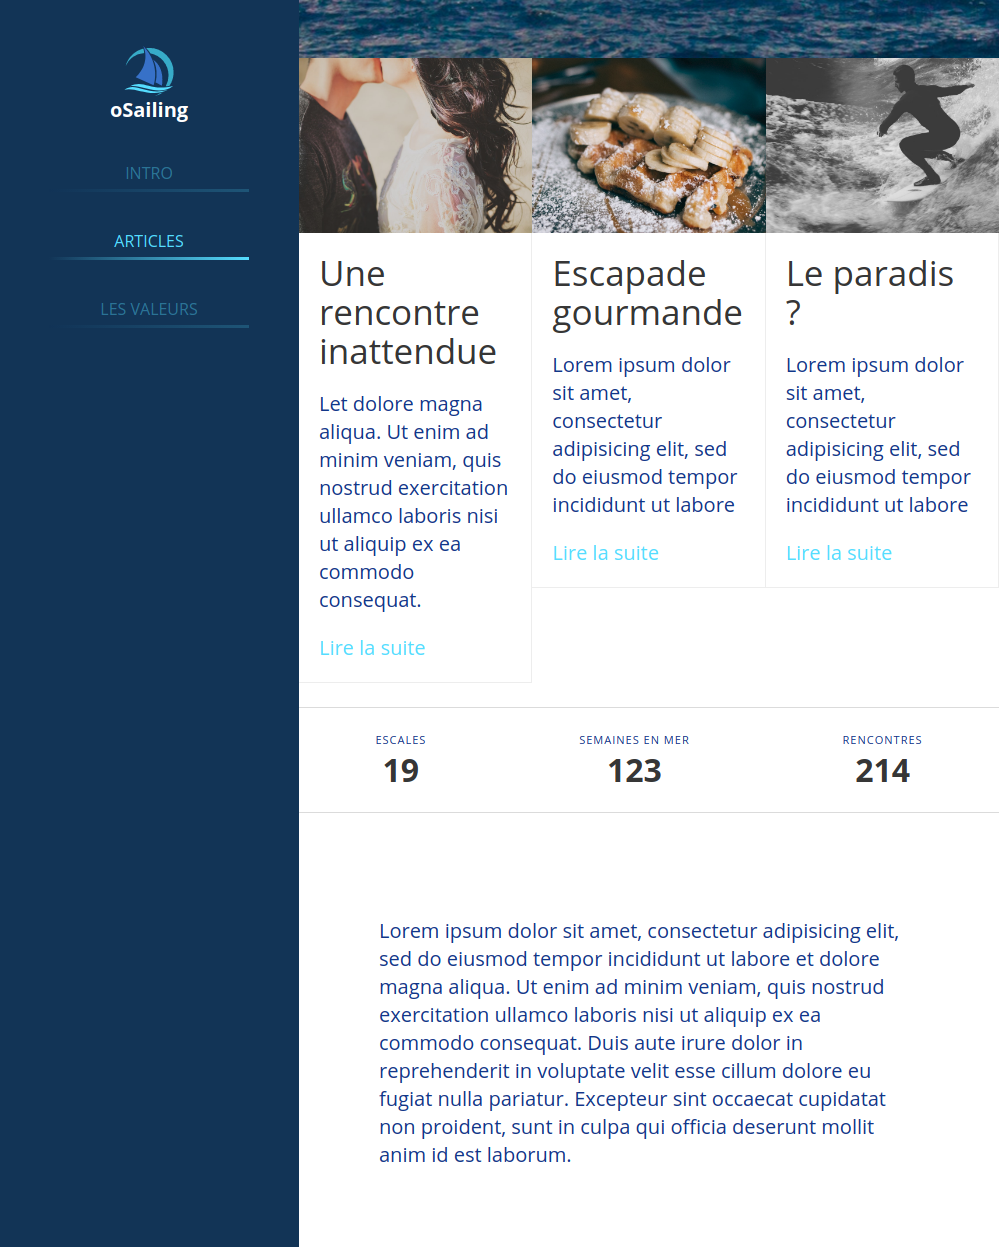 oSailing
INTRO
ARTICLES
LES VALEURS
Une
rencontre
inattendue
Let dolore magna
aliqua. Ut enim ad
minim veniam, quis
nostrud exercitation
ullamco laboris nisi
ut aliquip ex ea
commodo
consequat.
Lire la suite
Escapade
gourmande
Lorem ipsum dolor
sit amet,
consectetur
adipisicing elit, sed
do eiusmod tempor
incididunt ut labore
Lire la suite
Le paradis
?
Lorem ipsum dolor
sit amet,
consectetur
adipisicing elit, sed
do eiusmod tempor
incididunt ut labore
Lire la suite
ESCALES
19
SEMAINES EN MER
123
RENCONTRES
214
Lorem ipsum dolor sit amet, consectetur adipisicing elit,
sed do eiusmod tempor incididunt ut labore et dolore
magna aliqua. Ut enim ad minim veniam, quis nostrud
exercitation ullamco laboris nisi ut aliquip ex ea
commodo consequat. Duis aute irure dolor in
reprehenderit in voluptate velit esse cillum dolore eu
fugiat nulla pariatur. Excepteur sint occaecat cupidatat
non proident, sunt in culpa qui officia deserunt mollit
anim id est laborum.